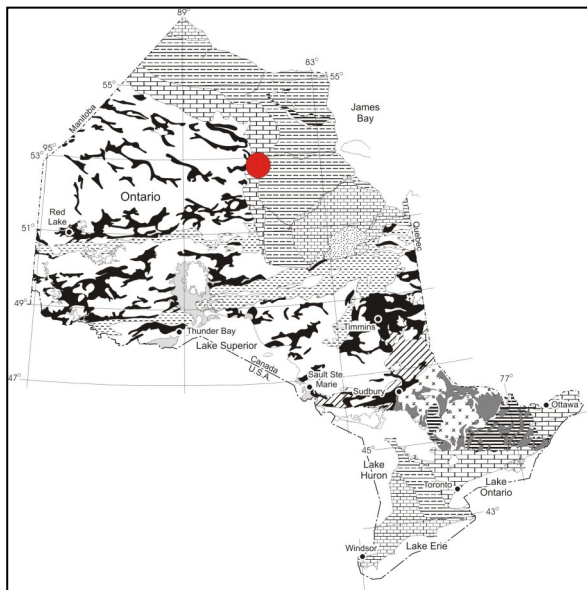 89°
83°
55°
55°
James
Bay
Manitoba
95°
53°
Ontario
Red
Lake
51°
Quebec
49°
Timmins
Thunder Bay
Lake Superior
Canada
U.S.A.
47°
Sault Ste.
Marie
Sudbury
77°
Ottawa
45°
Lake
Huron
Toronto
Lake
Ontario
43°
Windsor
Lake Erie